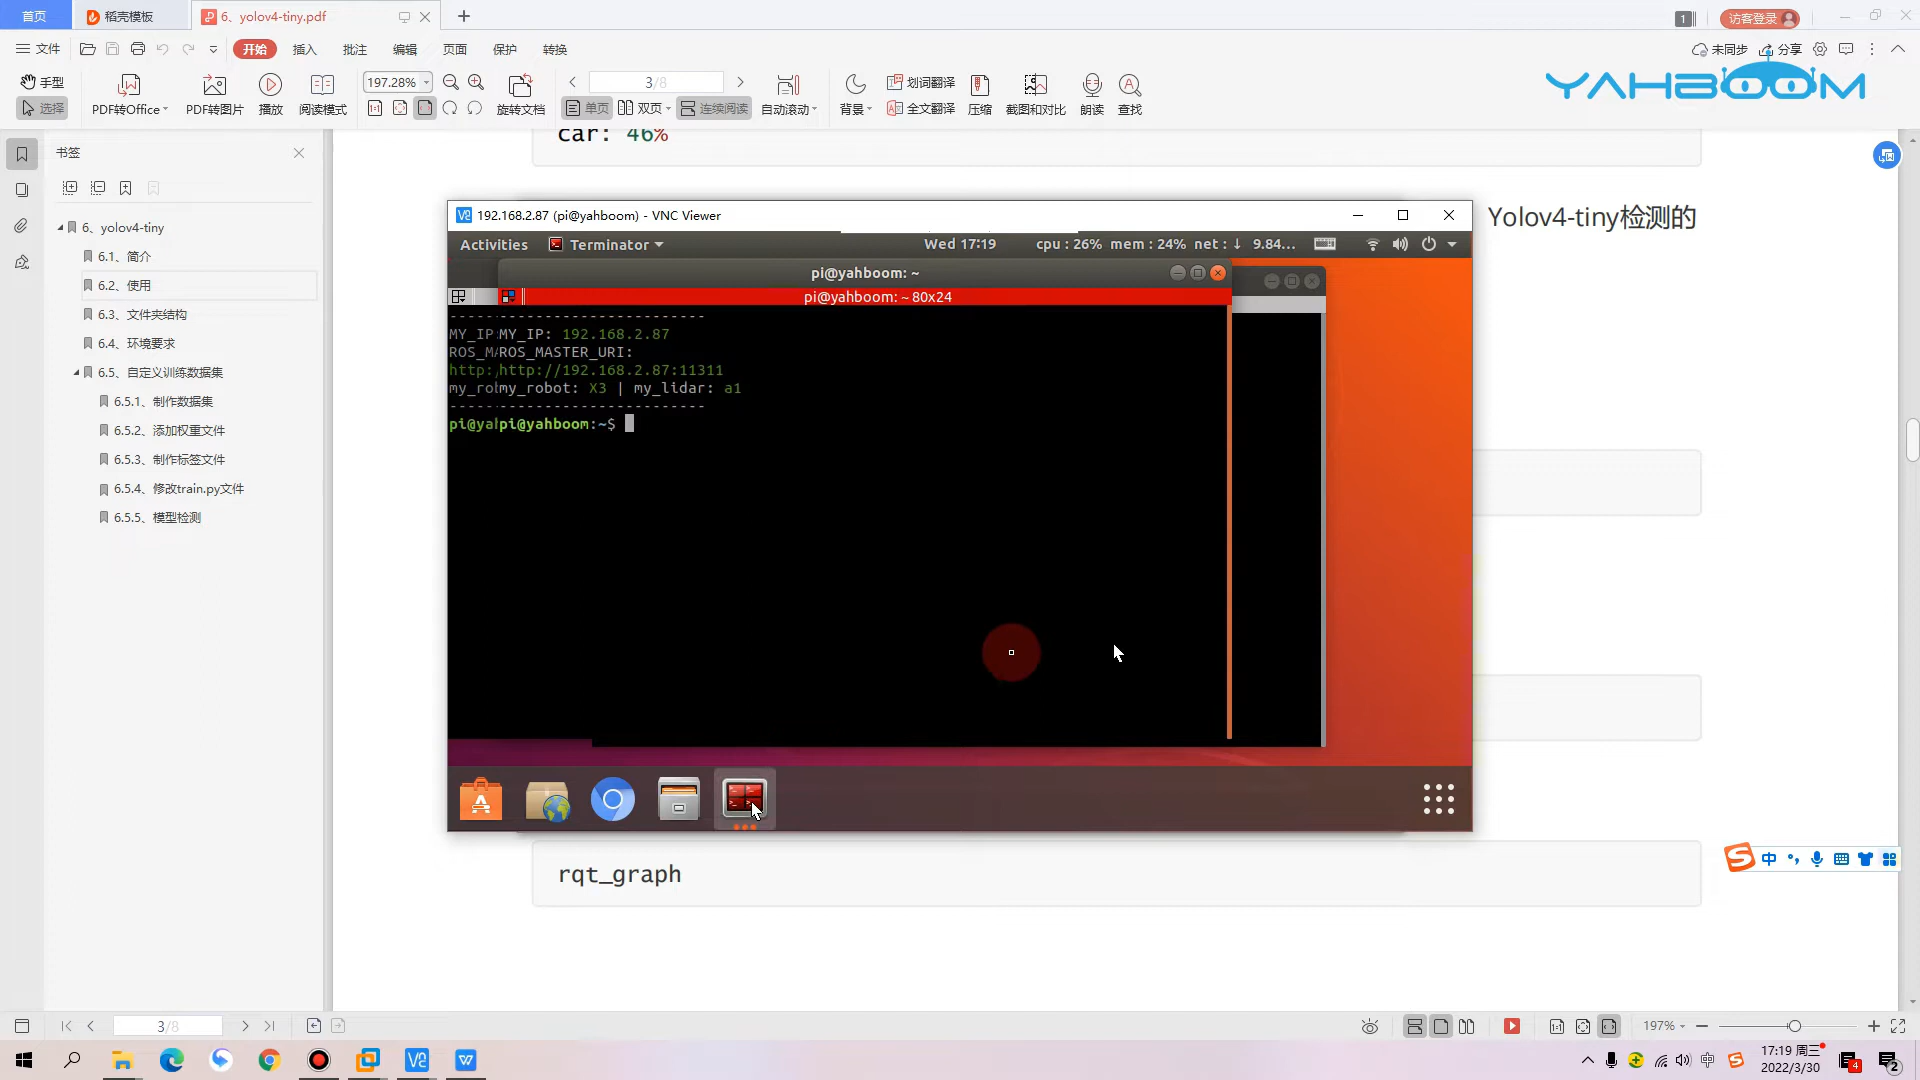 首页
稻壳模板
6、yolov4-tiny.pdf
1
访客登录
文件
开始
插入
批注
编辑
页面
保护
转换
未同步
分享
手型
选择
PDF转Office
PDF转图片
播放
阅读模式
197.28%
旋转文档
3/8
单页
双页
连续阅读
自动滚动
背景
划词翻译
全文翻译
压缩
截图和对比
朗读
查找
YAHBOOM
书签
6、yolov4-tiny
6.1、简介
6.2、使用
6.3、文件夹结构
6.4、环境要求
6.5、自定义训练数据集
6.5.1、制作数据集
6.5.2、添加权重文件
6.5.3、制作标签文件
6.5.4、修改train.py文件
6.5.5、模型检测
car: 46%
Yolov4-tiny检测的
192.168.2.87 (pi@yahboom) - VNC Viewer
Activities
Terminator
Wed 17:19
cpu : 26% mem : 24% net : ↓ 9.84...
pi@yahboom: ~
pi@yahboom: ~ 80x24
----------------------------
MY_IP:MY_IP: 192.168.2.87
ROS_MAROS_MASTER_URI:
http:/http://192.168.2.87:11311
my_robmy_robot: X3 | my_lidar: a1
----------------------------
pi@yahpi@yahboom:~$
rqt_graph
中
3/8
197%
中
17:19 周三
2022/3/30
4
2